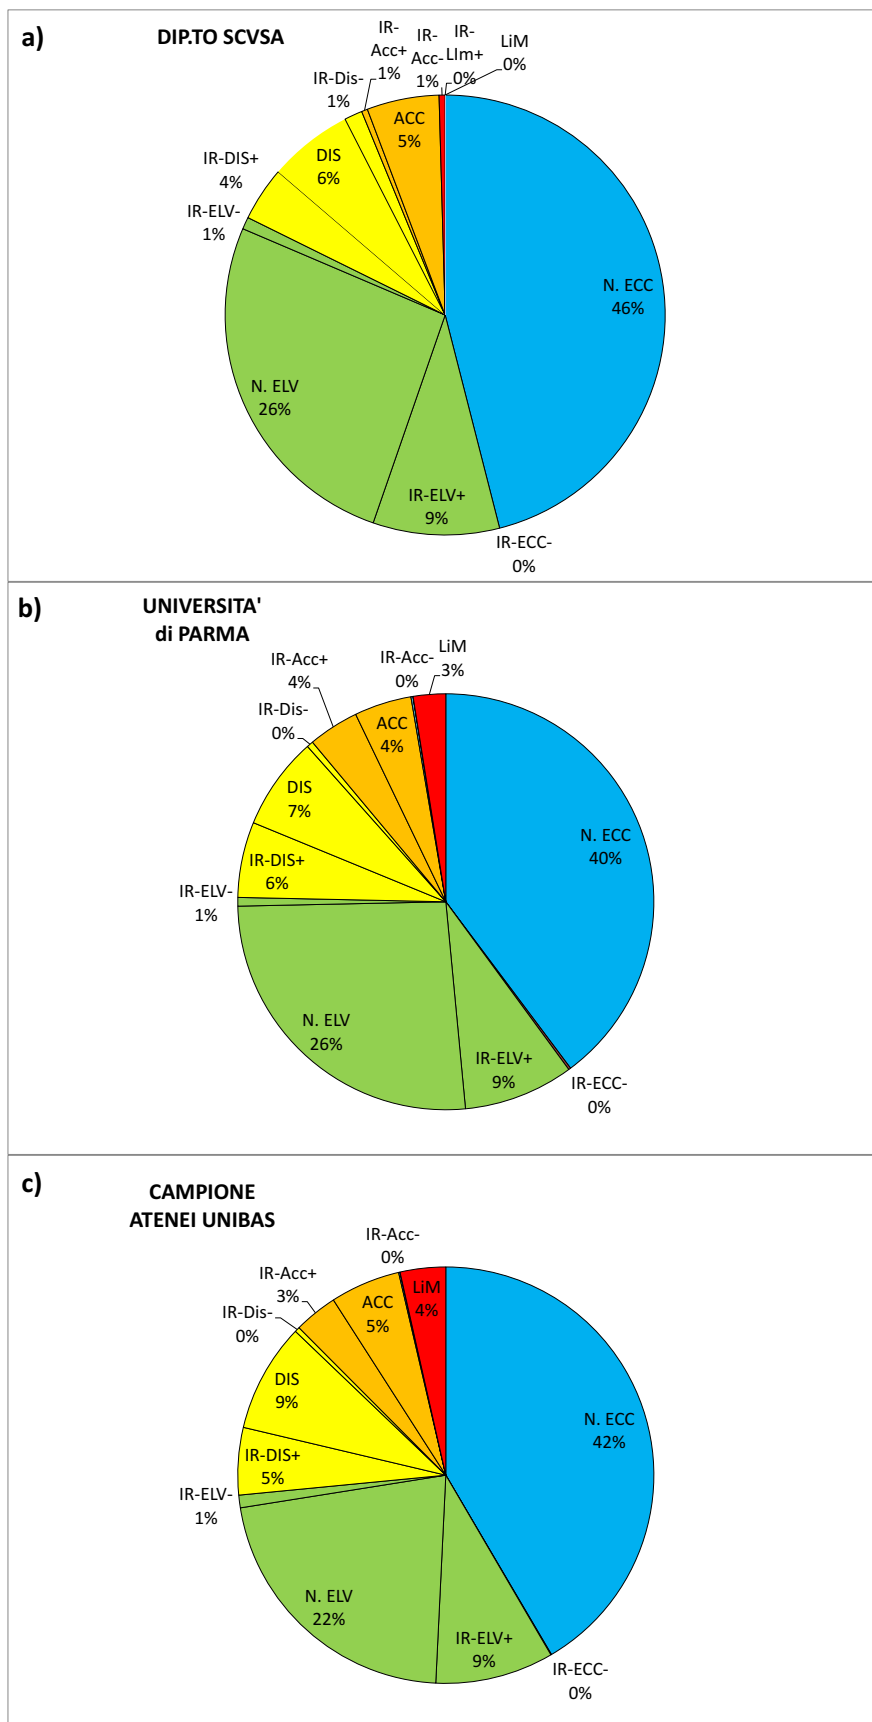 a)
DIP.TO SCVSA
IR-
Acc+
1%
IR-
Acc-
1%
IR-
LIm+
0%
LiM
0%
IR-Dis-
1%
ACC
5%
DIS
6%
IR-DIS+
4%
IR-ELV-
1%
N. ECC
46%
N. ELV
26%
IR-ELV+
9%
IR-ECC-
0%
b)
UNIVERSITA'
di PARMA
IR-Acc+
4%
IR-Acc-
0%
LiM
3%
IR-Dis-
0%
ACC
4%
DIS
7%
IR-DIS+
6%
IR-ELV-
1%
N. ECC
40%
N. ELV
26%
IR-ELV+
9%
IR-ECC-
0%
c)
CAMPIONE
ATENEI UNIBAS
IR-Acc-
0%
IR-Acc+
3%
LiM
4%
ACC
5%
IR-Dis-
0%
DIS
9%
IR-DIS+
5%
IR-ELV-
1%
N. ECC
42%
N. ELV
22%
IR-ELV+
9%
IR-ECC-
0%